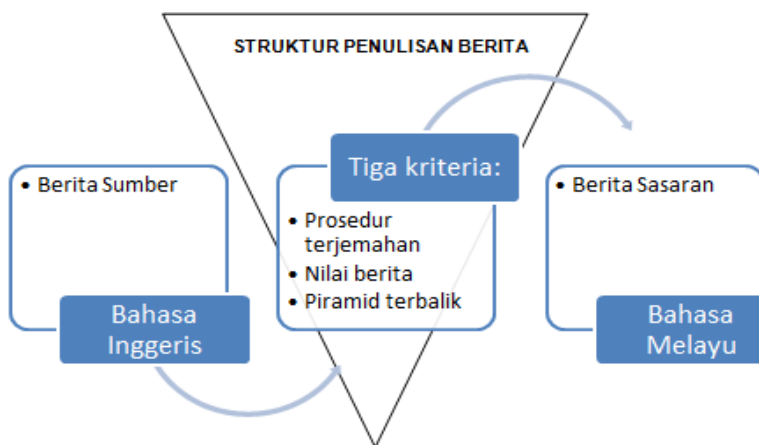 STRUKTUR PENULISAN BERITA
• Berita Sumber
Bahasa
Inggeris
Tiga kriteria:
• Prosedur
terjemahan
• Nilai berita
• Piramid terbalik
• Berita Sasaran
Bahasa
Melayu